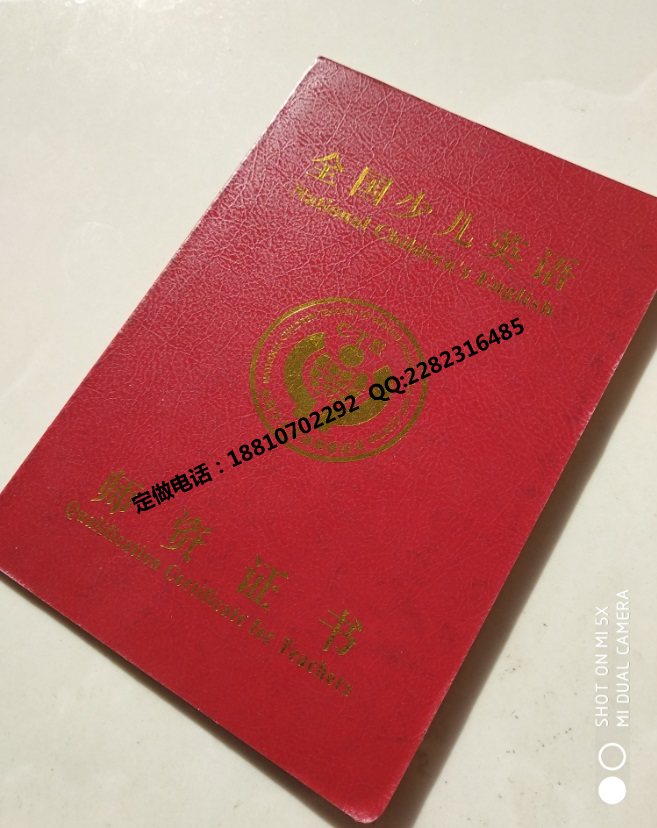 全国少儿英语
National Children's English
定做电话：18810702292 QQ:2282316485
师资证书
Qualification Certificate for Teachers
SHOT ON MI 5X
MI DUAL CAMERA